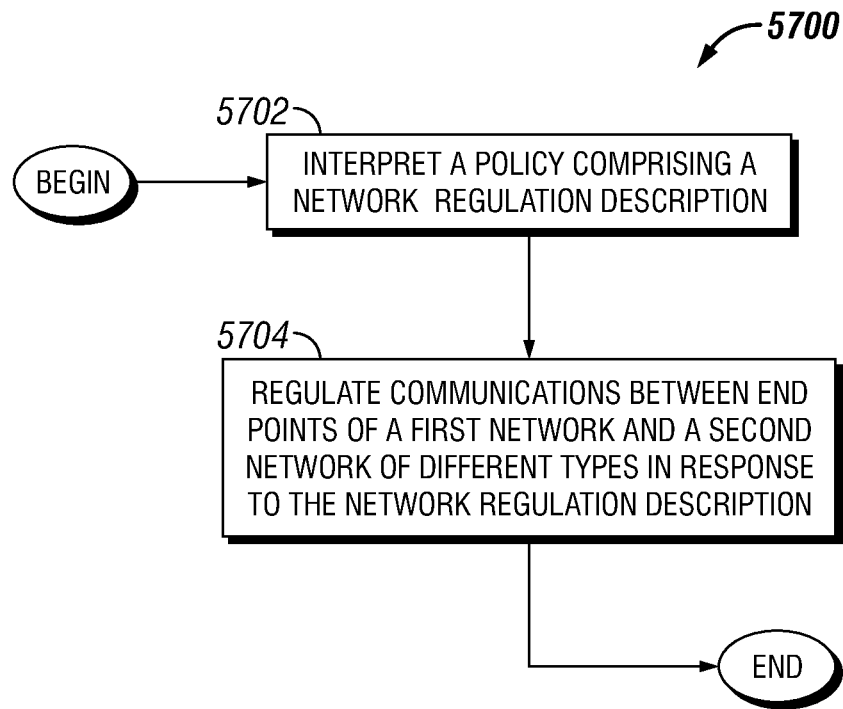 5700
5702
BEGIN
INTERPRET A POLICY COMPRISING A
NETWORK REGULATION DESCRIPTION
5704
REGULATE COMMUNICATIONS BETWEEN END
POINTS OF A FIRST NETWORK AND A SECOND
NETWORK OF DIFFERENT TYPES IN RESPONSE
TO THE NETWORK REGULATION DESCRIPTION
END